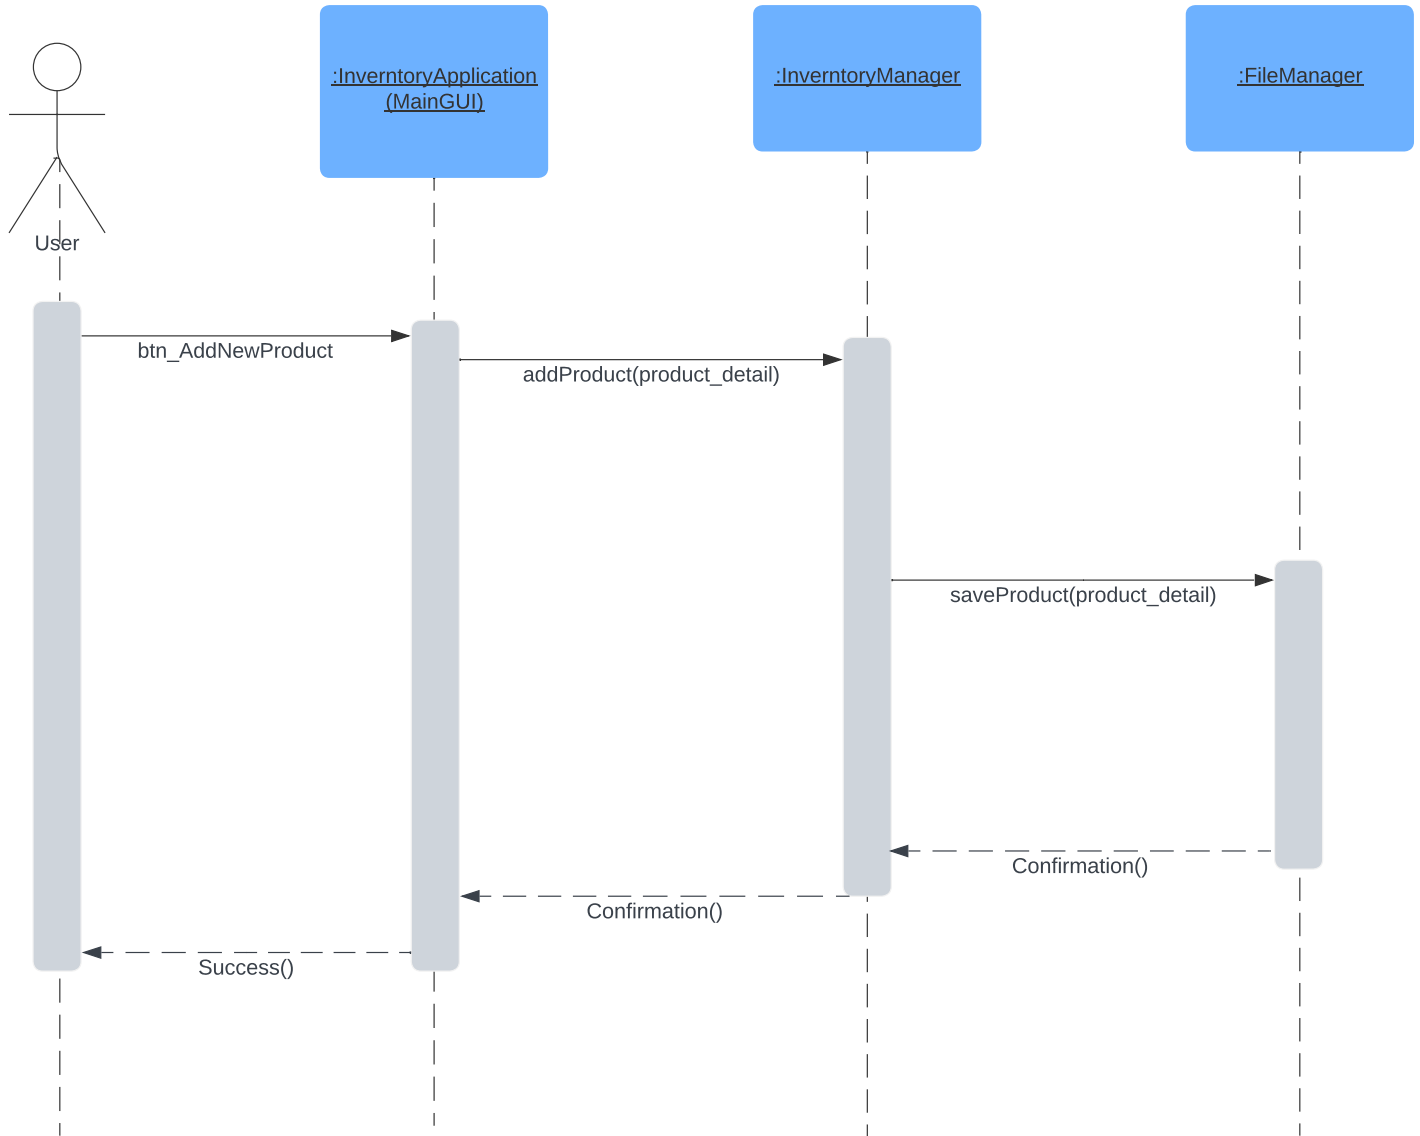 :InverntoryApplication
(MainGUI)
:InverntoryManager
:FileManager
User
btn_AddNewProduct
addProduct(product_detail)
saveProduct(product_detail)
Confirmation()
Confirmation()
Success()